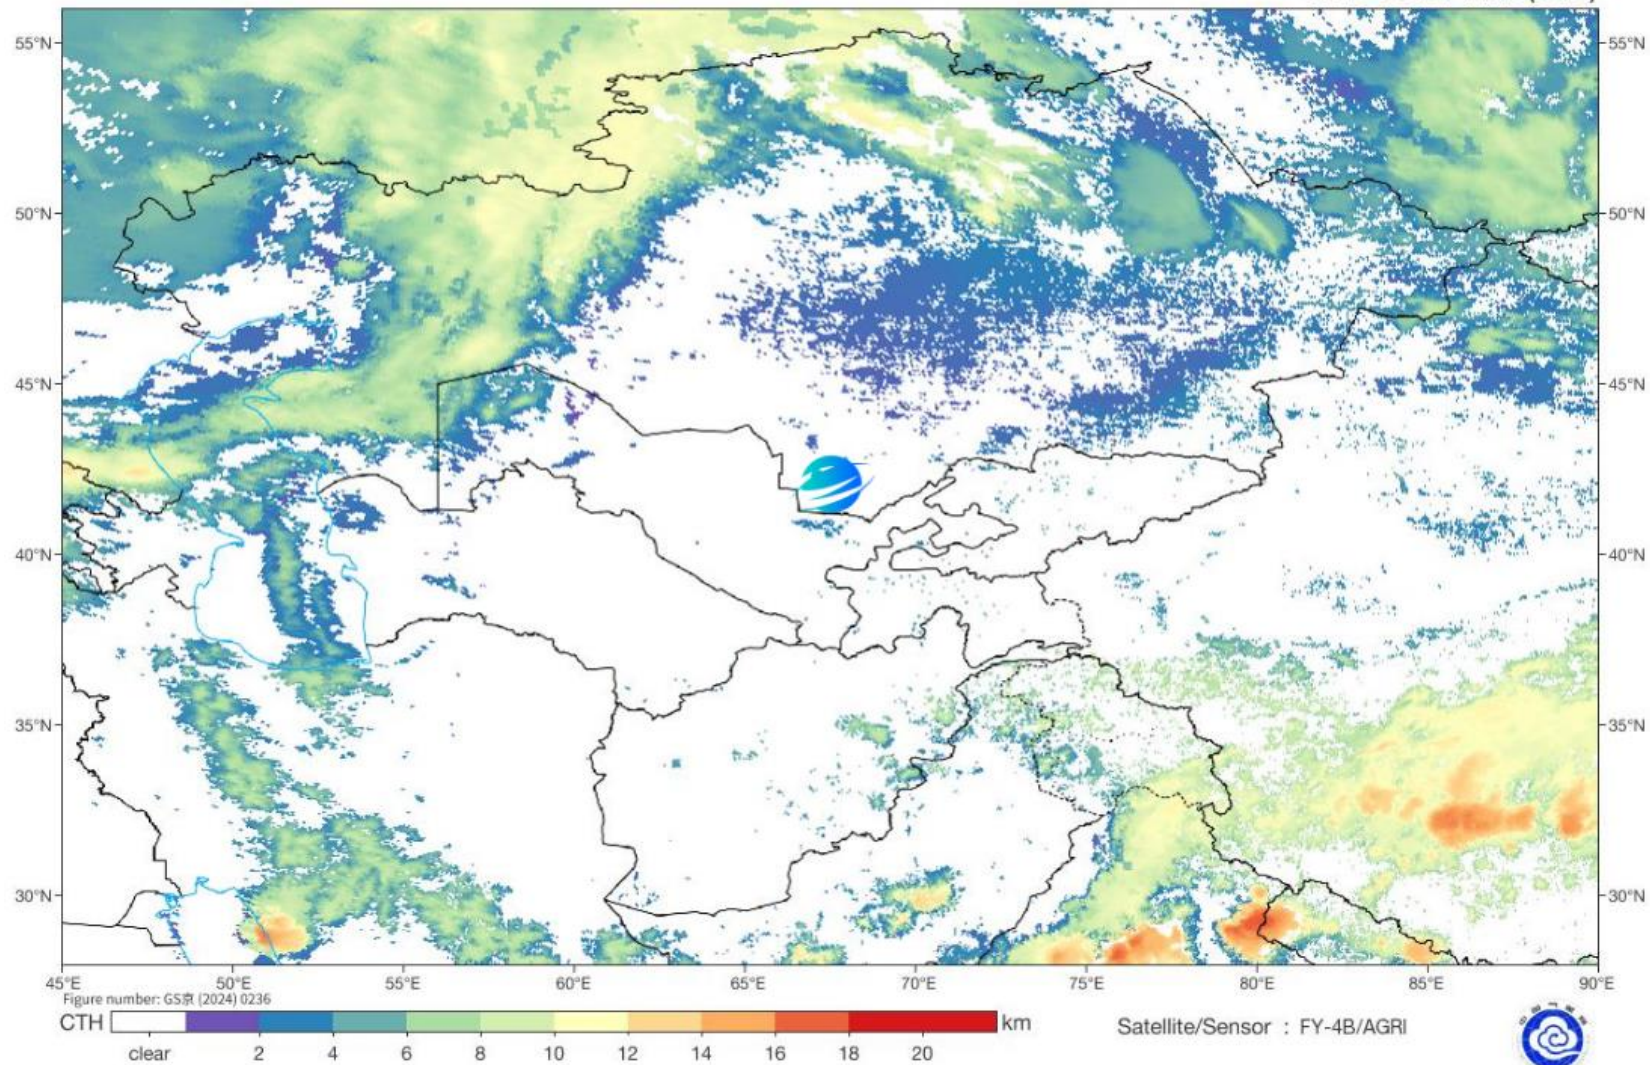 55°N 55°N
50°N 50°N
45°N 45°N
40°N 40°N
35°N 35°N
30°N 30°N
45°E 50°E 55°E 60°E 65°E 70°E 75°E 80°E 85°E 90°E
Figure number: GS京 (2024) 0236
CTH km
clear 2 4 6 8 10 12 14 16 18 20
Satellite/Sensor : FY-4B/AGRI